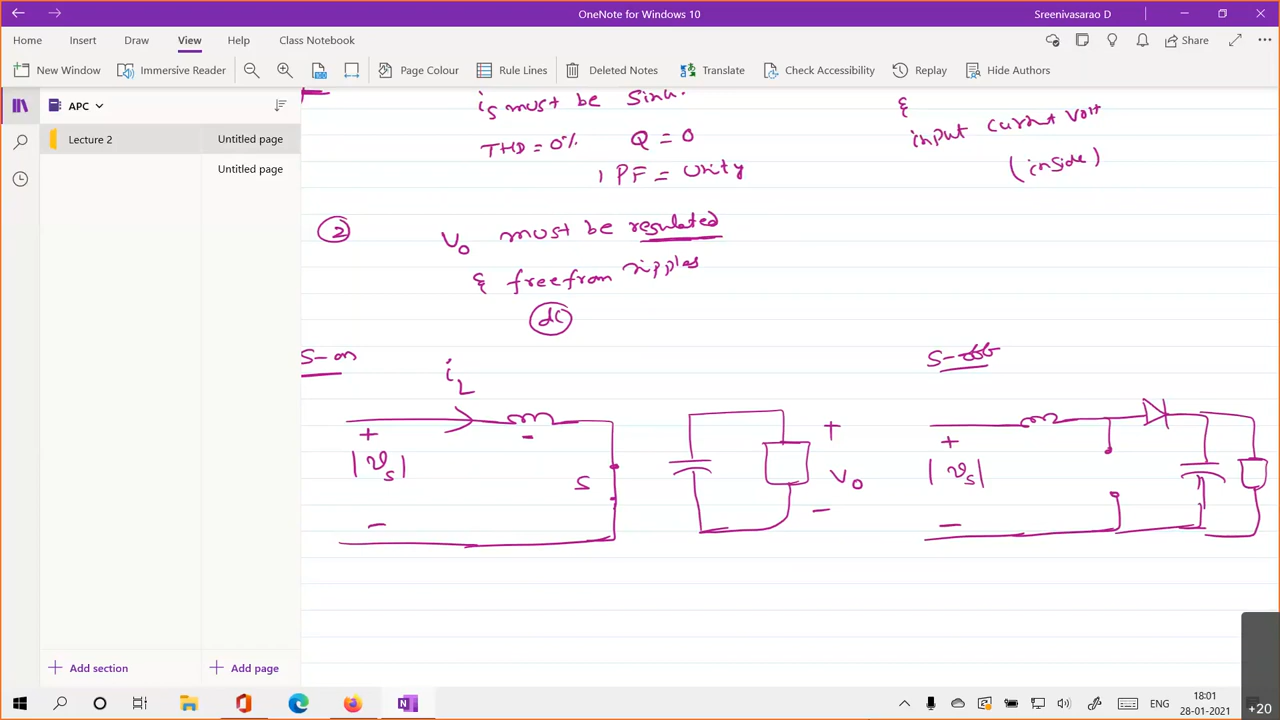 OneNote for Windows 10
Sreenivasarao D
Home Insert Draw View Help Class Notebook
Share
New Window Immersive Reader Page Colour Rule Lines Deleted Notes Translate Check Accessibility Replay Hide Authors
APC
Lecture 2
Untitled page
Untitled page
is must be
THD = 0% Q = 0
PF = Unity
&
input current
(inside)
2
Vo must be regulated
& free from ripples
dc
S-on
iL
+
|vs|
-
-
S
+
Vo
-
S-off
+
|vs|
-
Add section
Add page
ENG
18:01
28-01-2021
+20